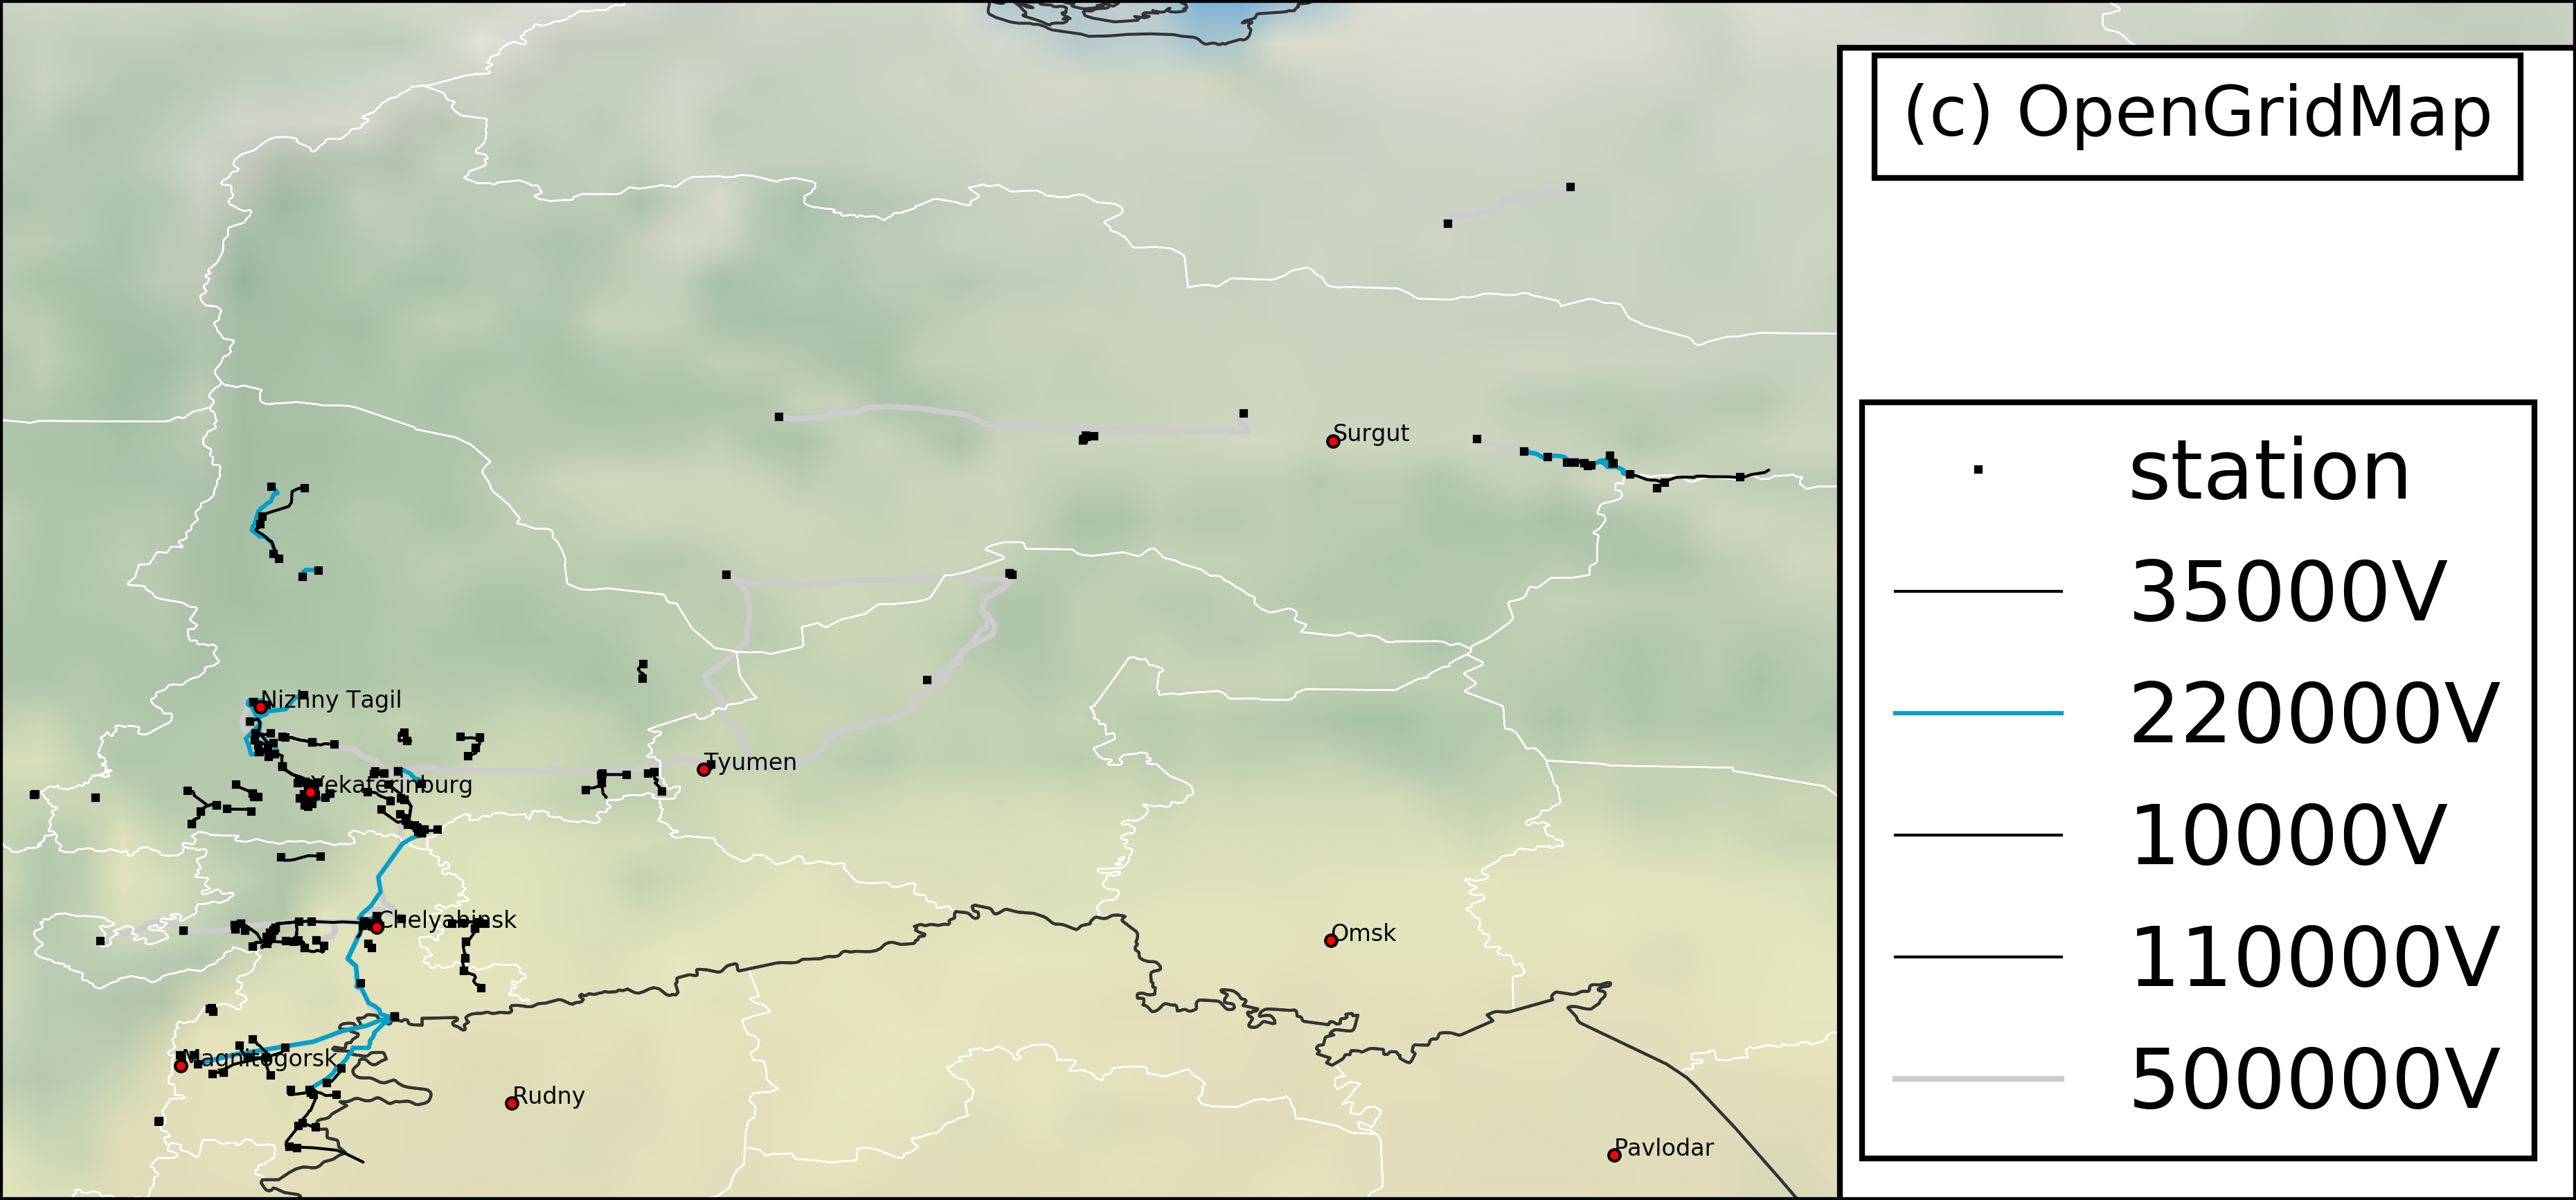 (c) OpenGridMap
station
35000V
220000V
10000V
110000V
500000V
Surgut
Nizhny Tagil
Tyumen
Yekaterinburg
Chelyabinsk
Omsk
Magnitogorsk
Rudny
Pavlodar